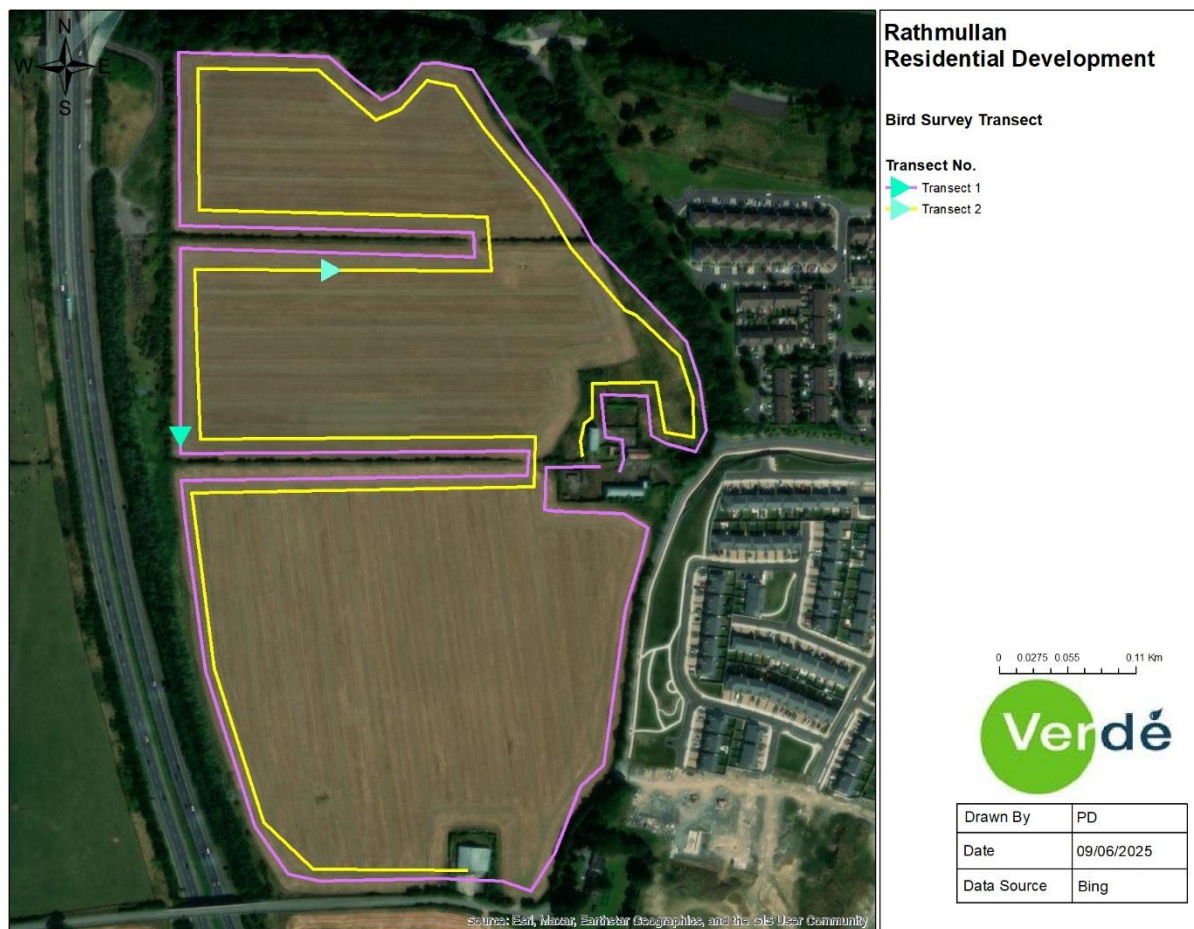 N
W E
S
Rathmullan
Residential Development
Bird Survey Transect
Transect No.
Transect 1
Transect 2
0 0.0275 0.055 0.11 Km
Verdé
Drawn By PD
Date 09/06/2025
Data Source Bing
Source: Esri, Maxar, Earthstar Geographics, and the GIS User Community